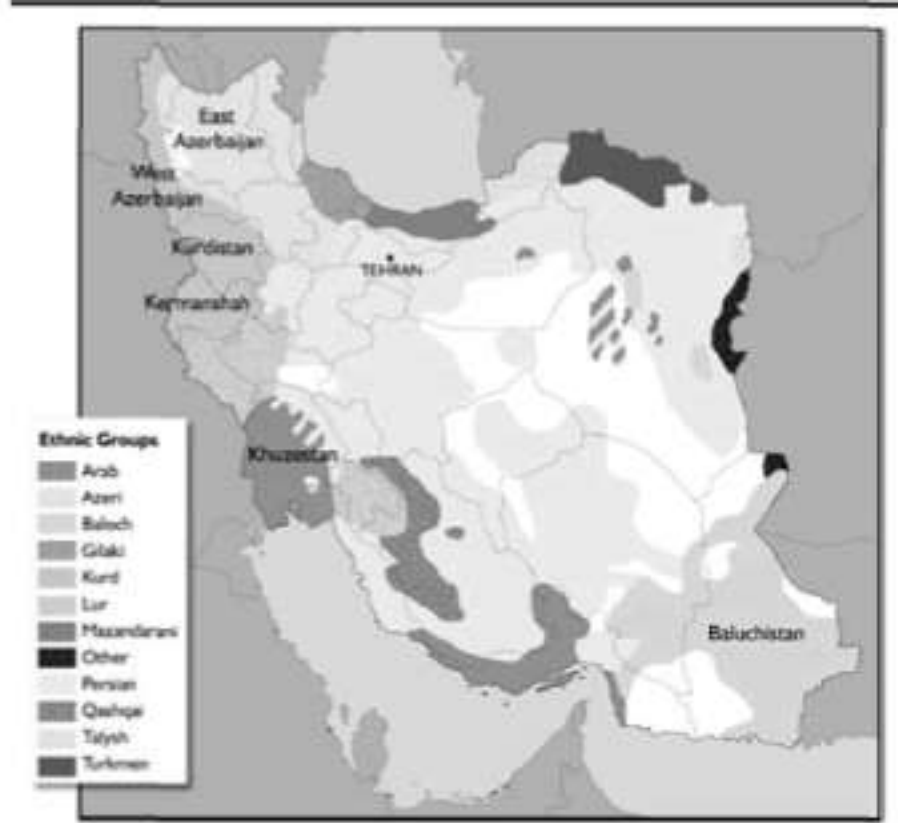 East
Azerbaijan
West
Azerbaijan
Kurdistan
Kermanshah
TEHRAN
Khuzestan
Baluchistan
Ethnic Groups
Arab
Azeri
Baloch
Gilaki
Kurd
Lur
Mazandarani
Other
Persian
Qashqai
Talysh
Turkmen